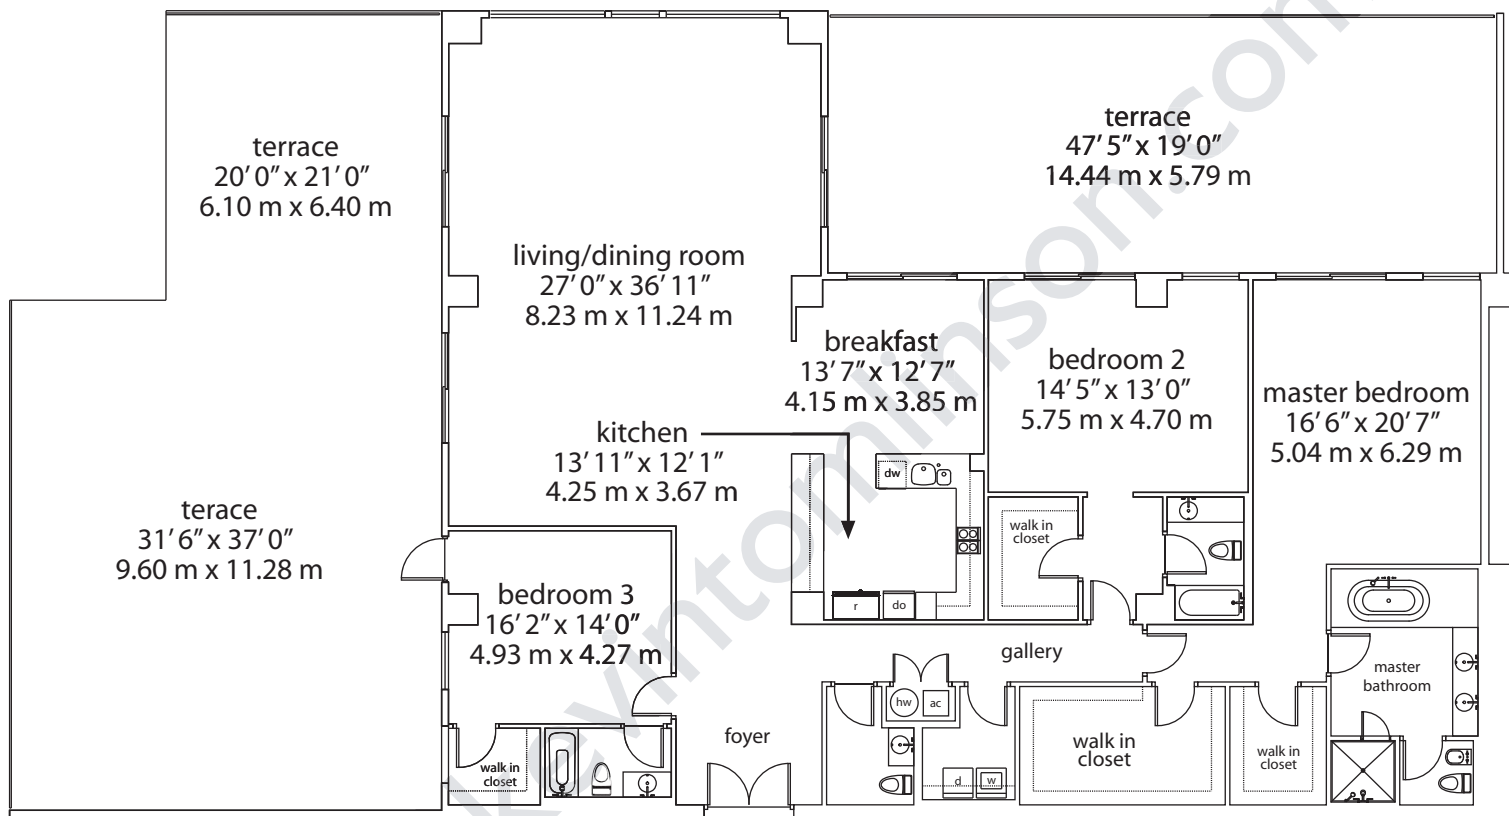 terrace
20' 0" x 21' 0"
6.10 m x 6.40 m
terrace
47' 5" x 19' 0"
14.44 m x 5.79 m
living/dining room
27' 0" x 36' 11"
8.23 m x 11.24 m
breakfast
13' 7" x 12' 7"
4.15 m x 3.85 m
bedroom 2
14' 5" x 13' 0"
5.75 m x 4.70 m
master bedroom
16' 6" x 20' 7"
5.04 m x 6.29 m
kitchen
13' 11" x 12' 1"
4.25 m x 3.67 m
dw
terace
31' 6" x 37' 0"
9.60 m x 11.28 m
walk in
closet
bedroom 3
16' 2" x 14' 0"
4.93 m x 4.27 m
r
do
gallery
master
bathroom
hw
ac
foyer
walk in
closet
walk in
closet
walk in
closet
d
w
kevintomlinson.com